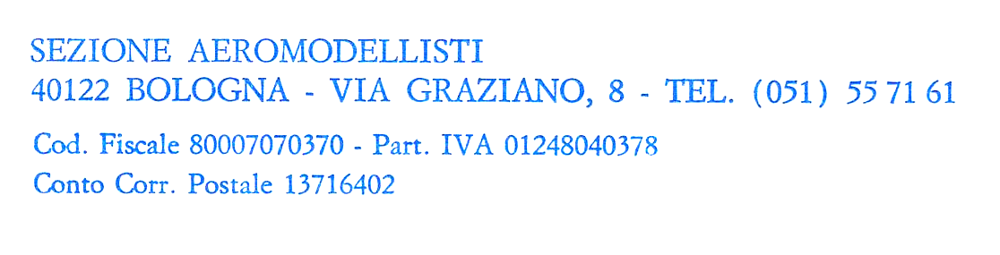 SEZIONE AEROMODELLISTI
40122 BOLOGNA - VIA GRAZIANO, 8 - TEL. (051) 55 71 61
Cod. Fiscale 80007070370 - Part. IVA 01248040378
Conto Corr. Postale 13716402